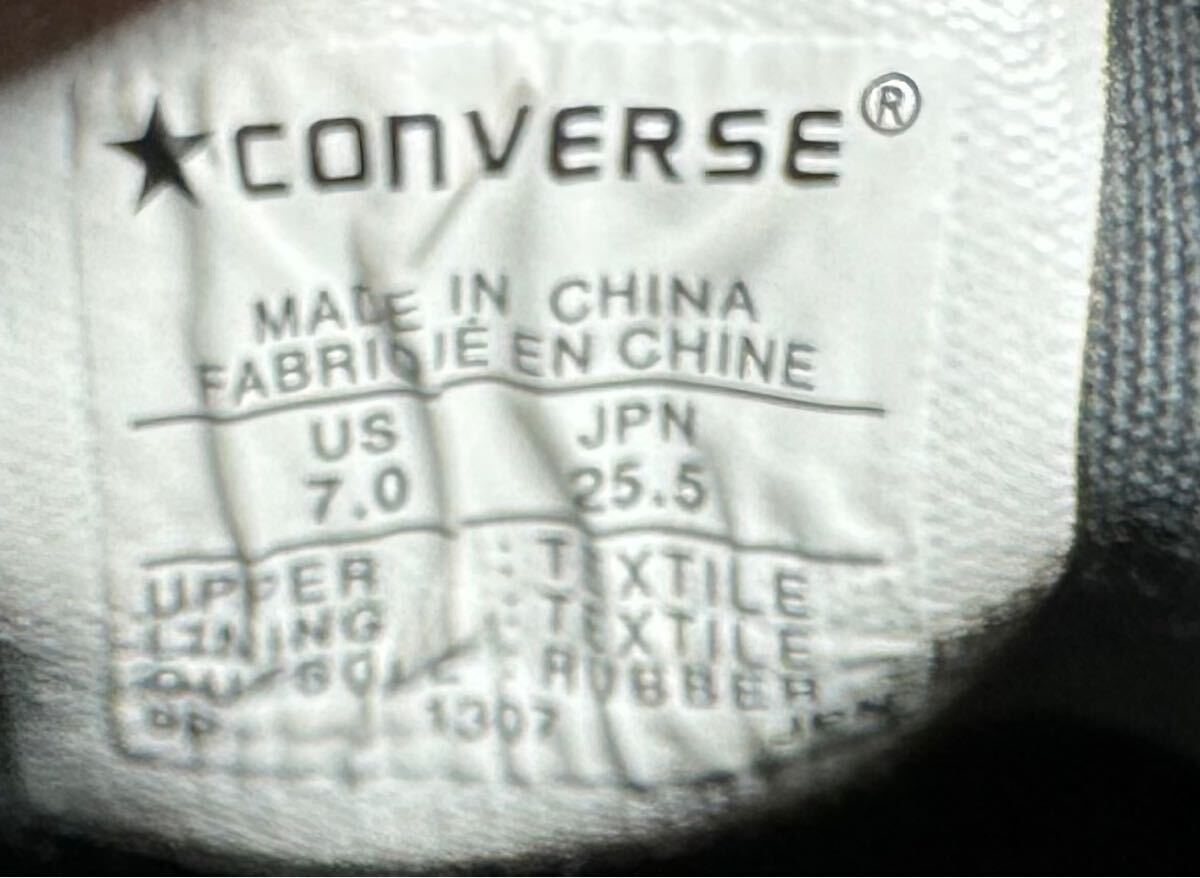 ★CONVERSE®
MADE IN CHINA
FABRIQUÉ EN CHINE
US JPN
7.0 25.5
UPPER : TEXTILE
LINING : TEXTILE
OUTSOLE : RUBBER
1307